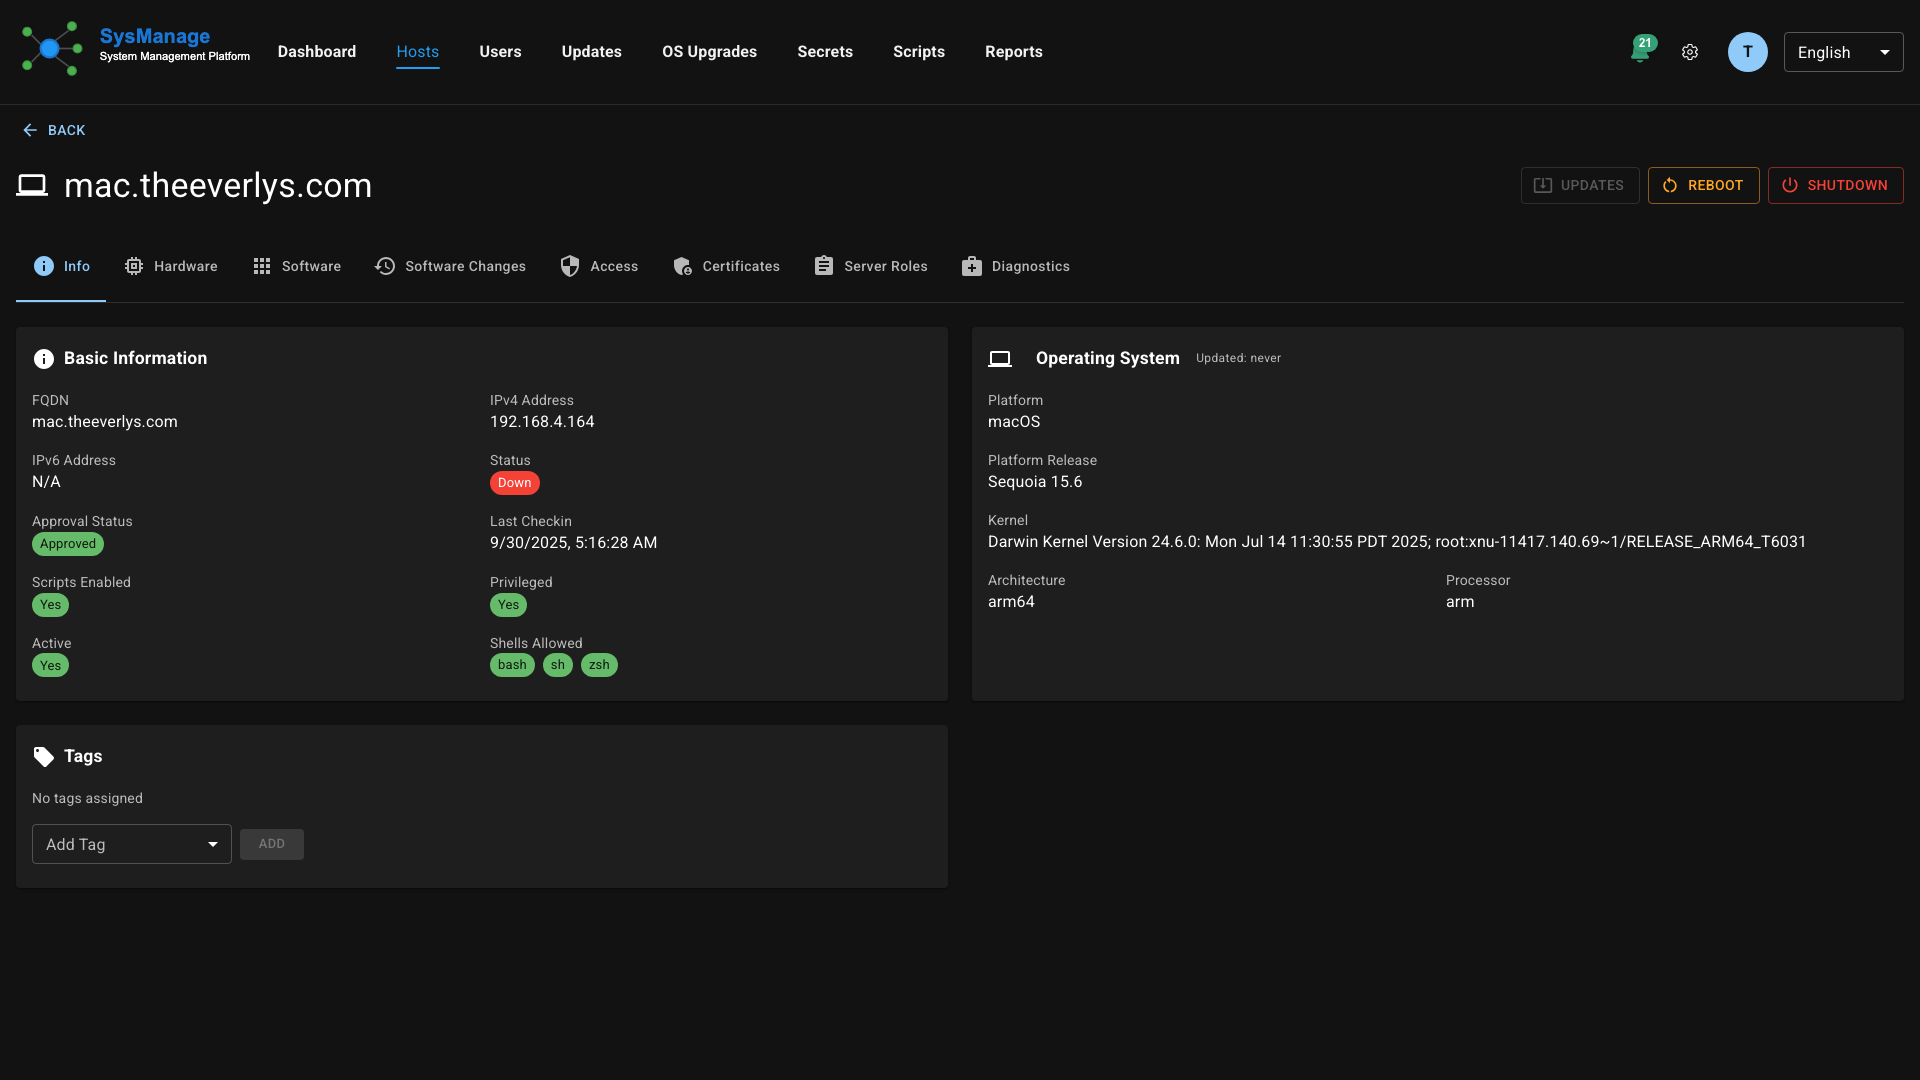 SysManage
System Management Platform
Dashboard
Hosts
Users
Updates
OS Upgrades
Secrets
Scripts
Reports
21
T
English
BACK
mac.theeverlys.com
UPDATES
REBOOT
SHUTDOWN
Info
Hardware
Software
Software Changes
Access
Certificates
Server Roles
Diagnostics
Basic Information
FQDN
mac.theeverlys.com
IPv4 Address
192.168.4.164
IPv6 Address
N/A
Status
Down
Approval Status
Approved
Last Checkin
9/30/2025, 5:16:28 AM
Scripts Enabled
Yes
Privileged
Yes
Active
Yes
Shells Allowed
bash sh zsh
Operating System Updated: never
Platform
macOS
Platform Release
Sequoia 15.6
Kernel
Darwin Kernel Version 24.6.0: Mon Jul 14 11:30:55 PDT 2025; root:xnu-11417.140.69~1/RELEASE_ARM64_T6031
Architecture
arm64
Processor
arm
Tags
No tags assigned
Add Tag
ADD